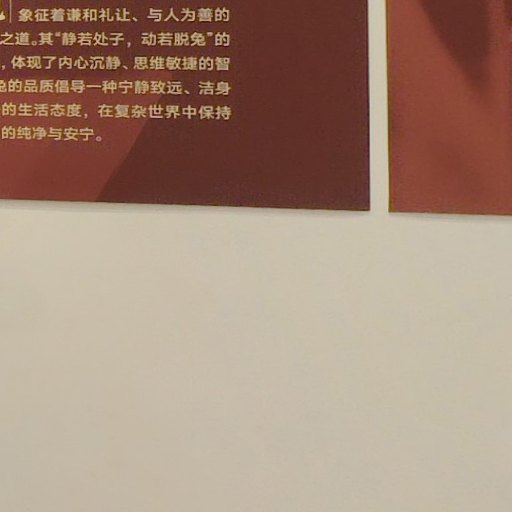 象征着谦和礼让、与人为善的
之道。其“静若处子，动若脱兔”的
，体现了内心沉静、思维敏捷的智
兔的品质倡导一种宁静致远、洁身
的生活态度，在复杂世界中保持
的纯净与安宁。